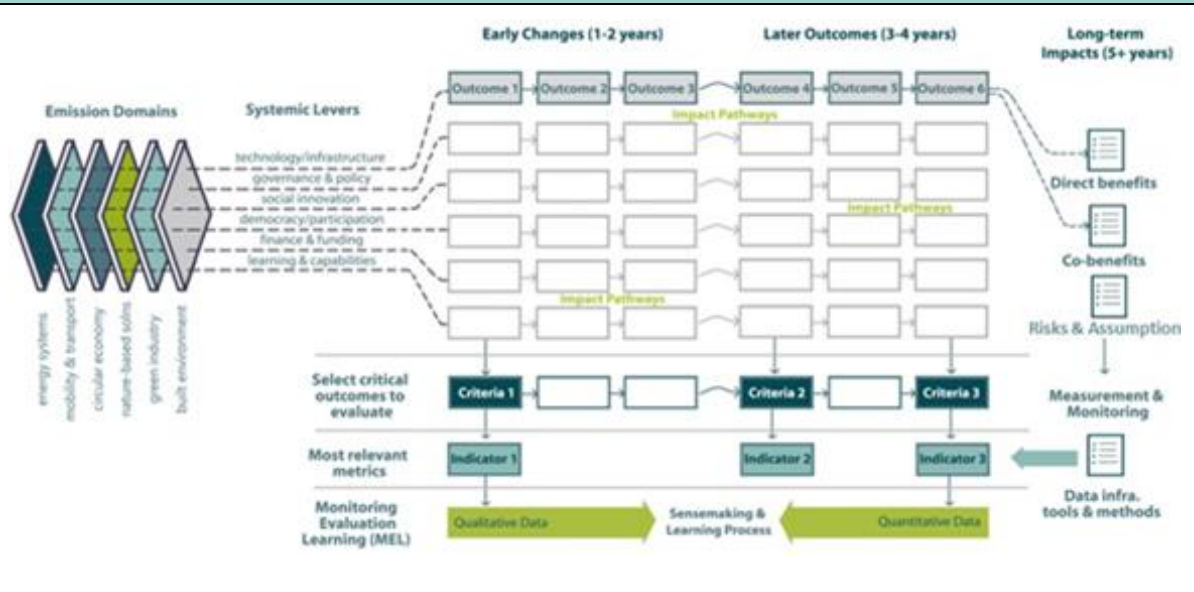 Early Changes (1-2 years)
Later Outcomes (3-4 years)
Long-term
Impacts (5+ years)
Emission Domains
Systemic Levers
Outcome 1
Outcome 2
Outcome 3
Outcome 4
Outcome 5
Outcome 6
Impact Pathways
technology/infrastructure
governance & policy
social innovation
democracy/participation
finance & funding
learning & capabilities
Impact Pathways
Impact Pathways
Direct benefits
Co-benefits
Risks & Assumption
energy systems
mobility & transport
circular economy
nature-based solns
green industry
built environment
Select critical
outcomes to
evaluate
Criteria 1
Criteria 2
Criteria 3
Measurement &
Monitoring
Most relevant
metrics
Indicator 1
Indicator 2
Indicator 3
Data infra.
tools & methods
Monitoring
Evaluation
Learning (MEL)
Qualitative Data
Sensemaking &
Learning Process
Quantitative Data